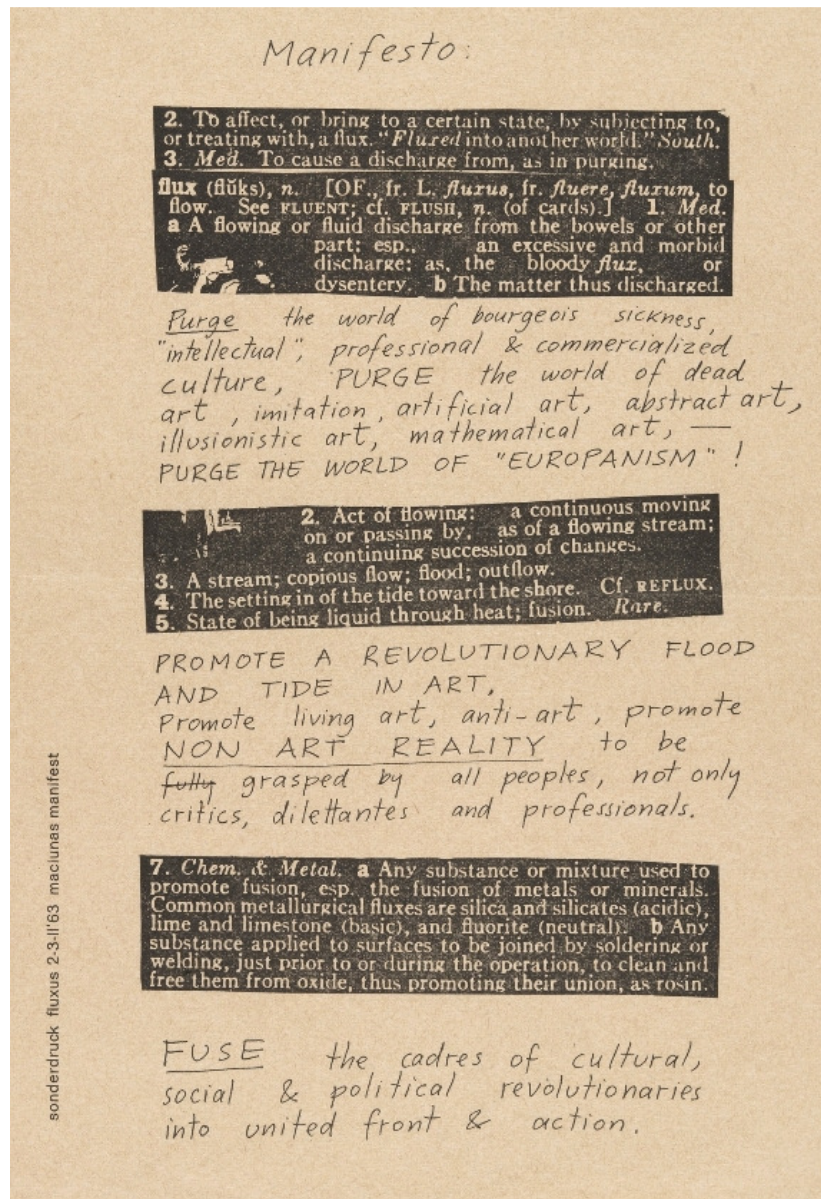 Manifesto:
2. To affect, or bring to a certain state, by subjecting to,
or treating with, a flux. "Fluxed into another world." South.
3. Med. To cause a discharge from, as in purging.
flux (flŭks), n. [OF., fr. L. fluxus, fr. fluere, fluxum, to
flow. See FLUENT; cf. FLUSH, n. (of cards).] 1. Med.
a A flowing or fluid discharge from the bowels or other
part; esp., an excessive and morbid
discharge: as, the bloody flux, or
dysentery. b The matter thus discharged.
Purge the world of bourgeois sickness,
"intellectual", professional & commercialized
culture, PURGE the world of dead
art, imitation, artificial art, abstract art,
illusionistic art, mathematical art, —
PURGE THE WORLD OF "EUROPANISM"!
2. Act of flowing: a continuous moving
on or passing by, as of a flowing stream;
a continuing succession of changes.
3. A stream; copious flow; flood; outflow.
4. The setting in of the tide toward the shore. Cf. REFLUX.
5. State of being liquid through heat; fusion. Rare.
PROMOTE A REVOLUTIONARY FLOOD
AND TIDE IN ART,
Promote living art, anti-art, promote
NON ART REALITY to be
fully grasped by all peoples, not only
critics, dilettantes and professionals.
7. Chem. & Metal. a Any substance or mixture used to
promote fusion, esp. the fusion of metals or minerals.
Common metallurgical fluxes are silica and silicates (acidic),
lime and limestone (basic), and fluorite (neutral). b Any
substance applied to surfaces to be joined by soldering or
welding, just prior to or during the operation, to clean and
free them from oxide, thus promoting their union, as rosin.
FUSE the cadres of cultural,
social & political revolutionaries
into united front & action.
sonderdruck fluxus 2-3-II'63 maciunas manifest